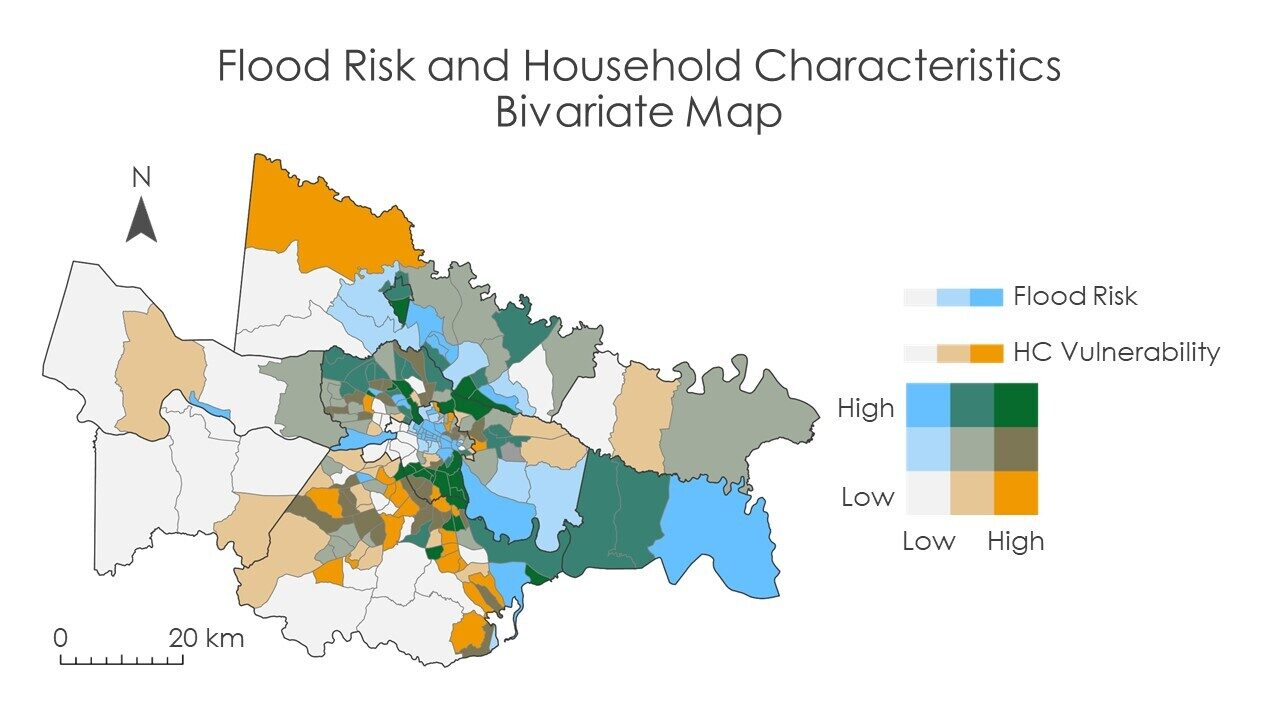 Flood Risk and Household Characteristics
Bivariate Map
N
Flood Risk
HC Vulnerability
High
Low
Low High
0 20 km